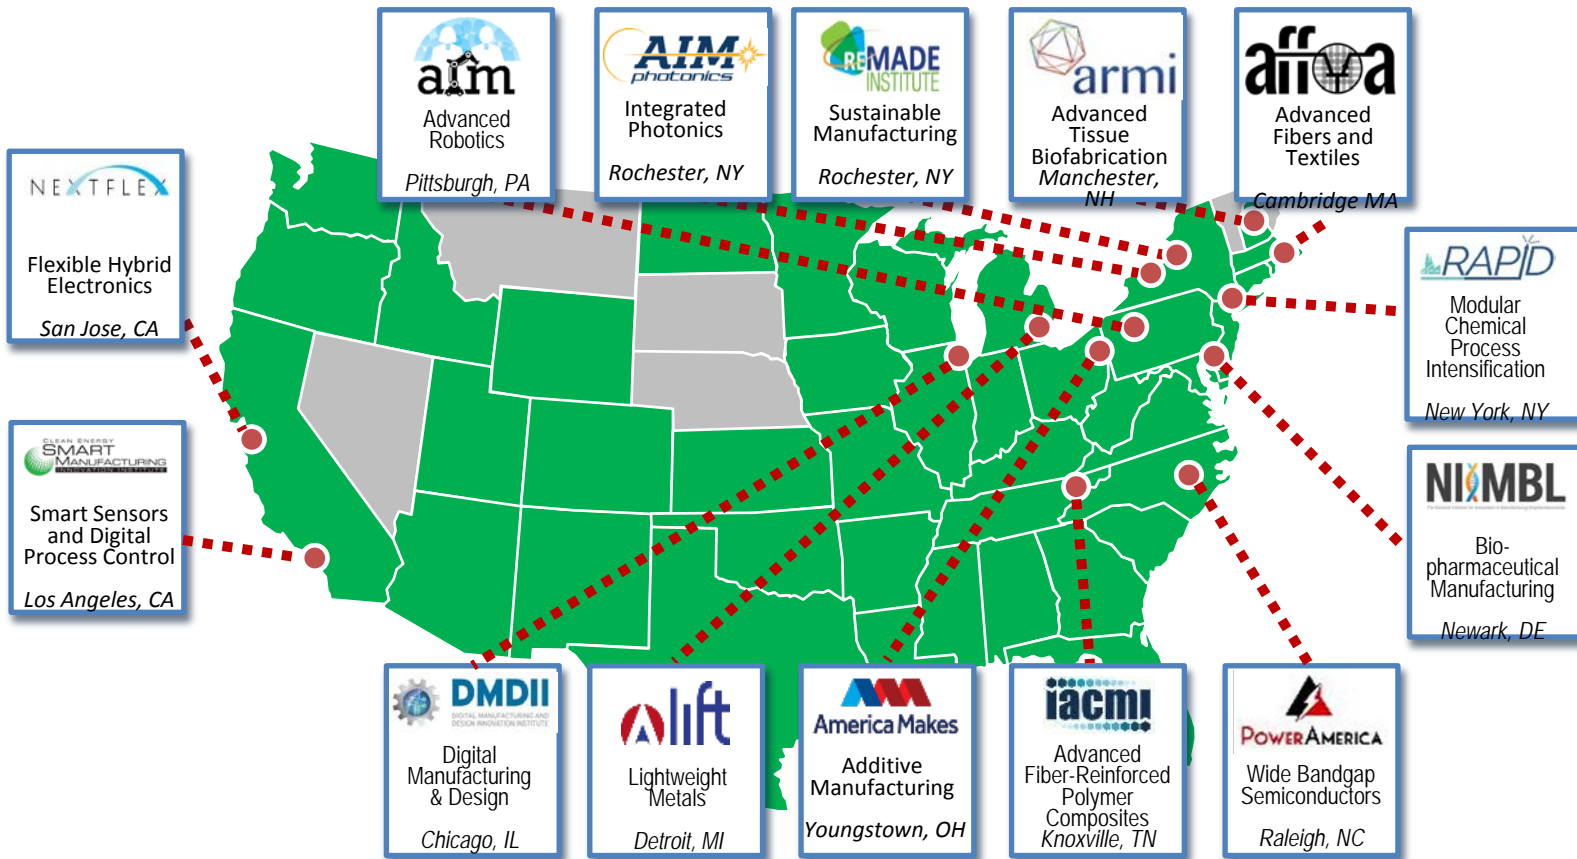 arm
Advanced
Robotics
Pittsburgh, PA
AIM
photonics
Integrated
Photonics
Rochester, NY
REMADE
INSTITUTE
Sustainable
Manufacturing
Rochester, NY
armi
Advanced
Tissue
Biofabrication
Manchester,
NH
affoa
Advanced
Fibers and
Textiles
Cambridge MA
NEXTFLEX
Flexible Hybrid
Electronics
San Jose, CA
RAPID
Modular
Chemical
Process
Intensification
New York, NY
CLEAN ENERGY
SMART
MANUFACTURING
INNOVATION INSTITUTE
Smart Sensors
and Digital
Process Control
Los Angeles, CA
NIIMBL
Bio-
pharmaceutical
Manufacturing
Newark, DE
DMDII
DIGITAL MANUFACTURING AND
DESIGN INNOVATION INSTITUTE
Digital
Manufacturing
& Design
Chicago, IL
lift
Lightweight
Metals
Detroit, MI
America Makes
Additive
Manufacturing
Youngstown, OH
iacmi
Advanced
Fiber-Reinforced
Polymer
Composites
Knoxville, TN
POWERAMERICA
Wide Bandgap
Semiconductors
Raleigh, NC